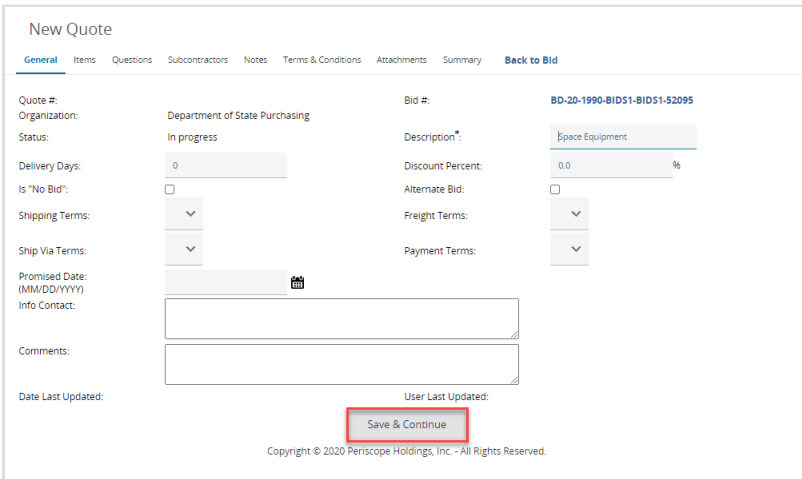 New Quote
General Items Questions Subcontractors Notes Terms & Conditions Attachments Summary Back to Bid
Quote #: Bid #: BD-20-1990-BIDS1-BIDS1-52095
Organization: Department of State Purchasing
Status: In progress Description*: Space Equipment
Delivery Days: 0 Discount Percent: 0.0 %
Is "No Bid": Alternate Bid:
Shipping Terms: Freight Terms:
Ship Via Terms: Payment Terms:
Promised Date:
(MM/DD/YYYY)
Info Contact:
Comments:
Date Last Updated: User Last Updated:
Save & Continue
Copyright © 2020 Periscope Holdings, Inc. - All Rights Reserved.